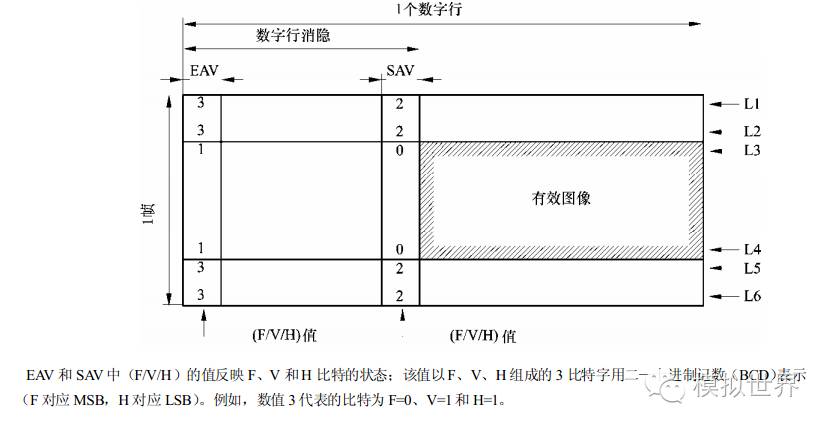 1个数字行
数字行消隐
EAV SAV
3 2 L1
3 2 L2
1 0 L3
有效图像
1帧
1 0 L4
3 2 L5
3 2 L6
(F/V/H)值 (F/V/H)值
EAV 和 SAV 中（F/V/H）的值反映 F、V 和 H 比特的状态；该值以 F、V、H 组成的 3 比特字用二一 进制记数（BCD）表示
（F 对应 MSB，H 对应 LSB）。例如，数值 3 代表的比特为 F=0、V=1 和 H=1。
模拟世界